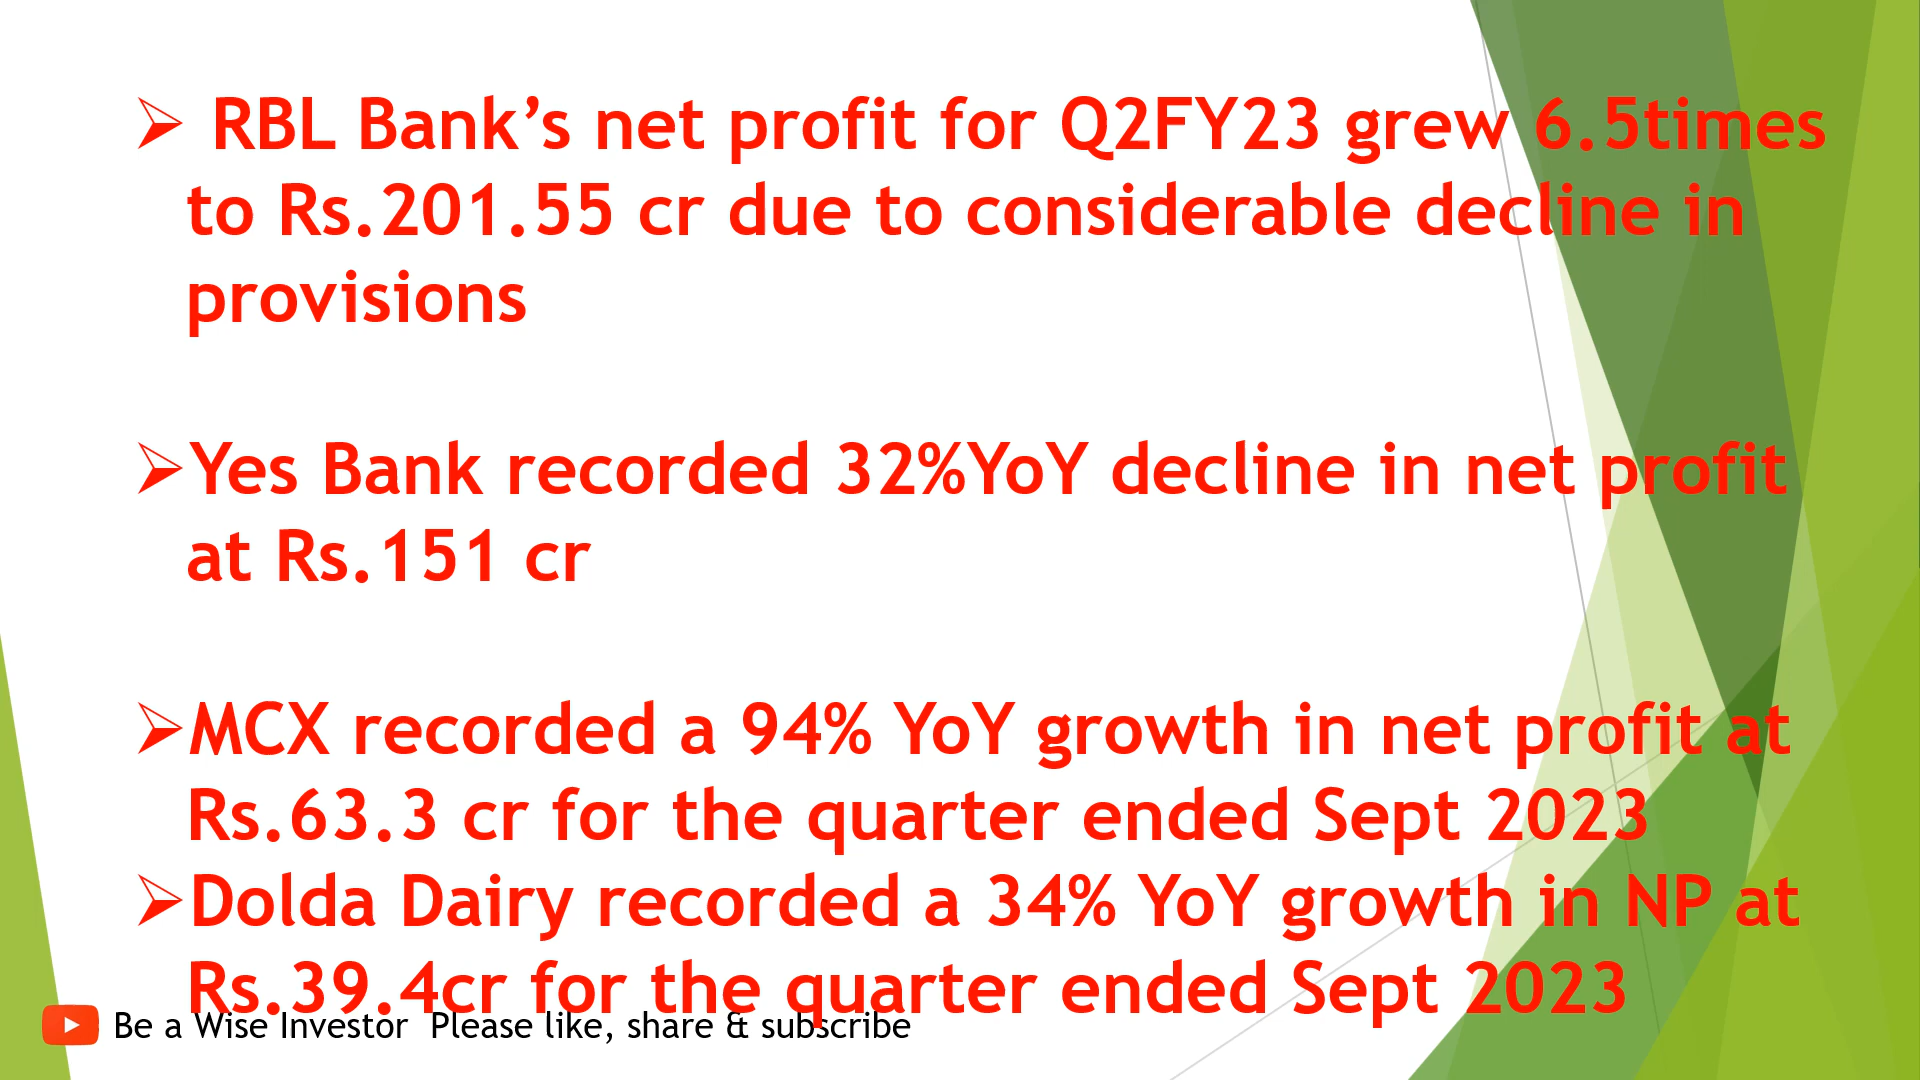 ➢ RBL Bank’s net profit for Q2FY23 grew 6.5times
to Rs.201.55 cr due to considerable decline in
provisions
➢Yes Bank recorded 32%YoY decline in net profit
at Rs.151 cr
➢MCX recorded a 94% YoY growth in net profit at
Rs.63.3 cr for the quarter ended Sept 2023
➢Dolda Dairy recorded a 34% YoY growth in NP at
Rs.39.4cr for the quarter ended Sept 2023
Be a Wise Investor  Please like, share & subscribe